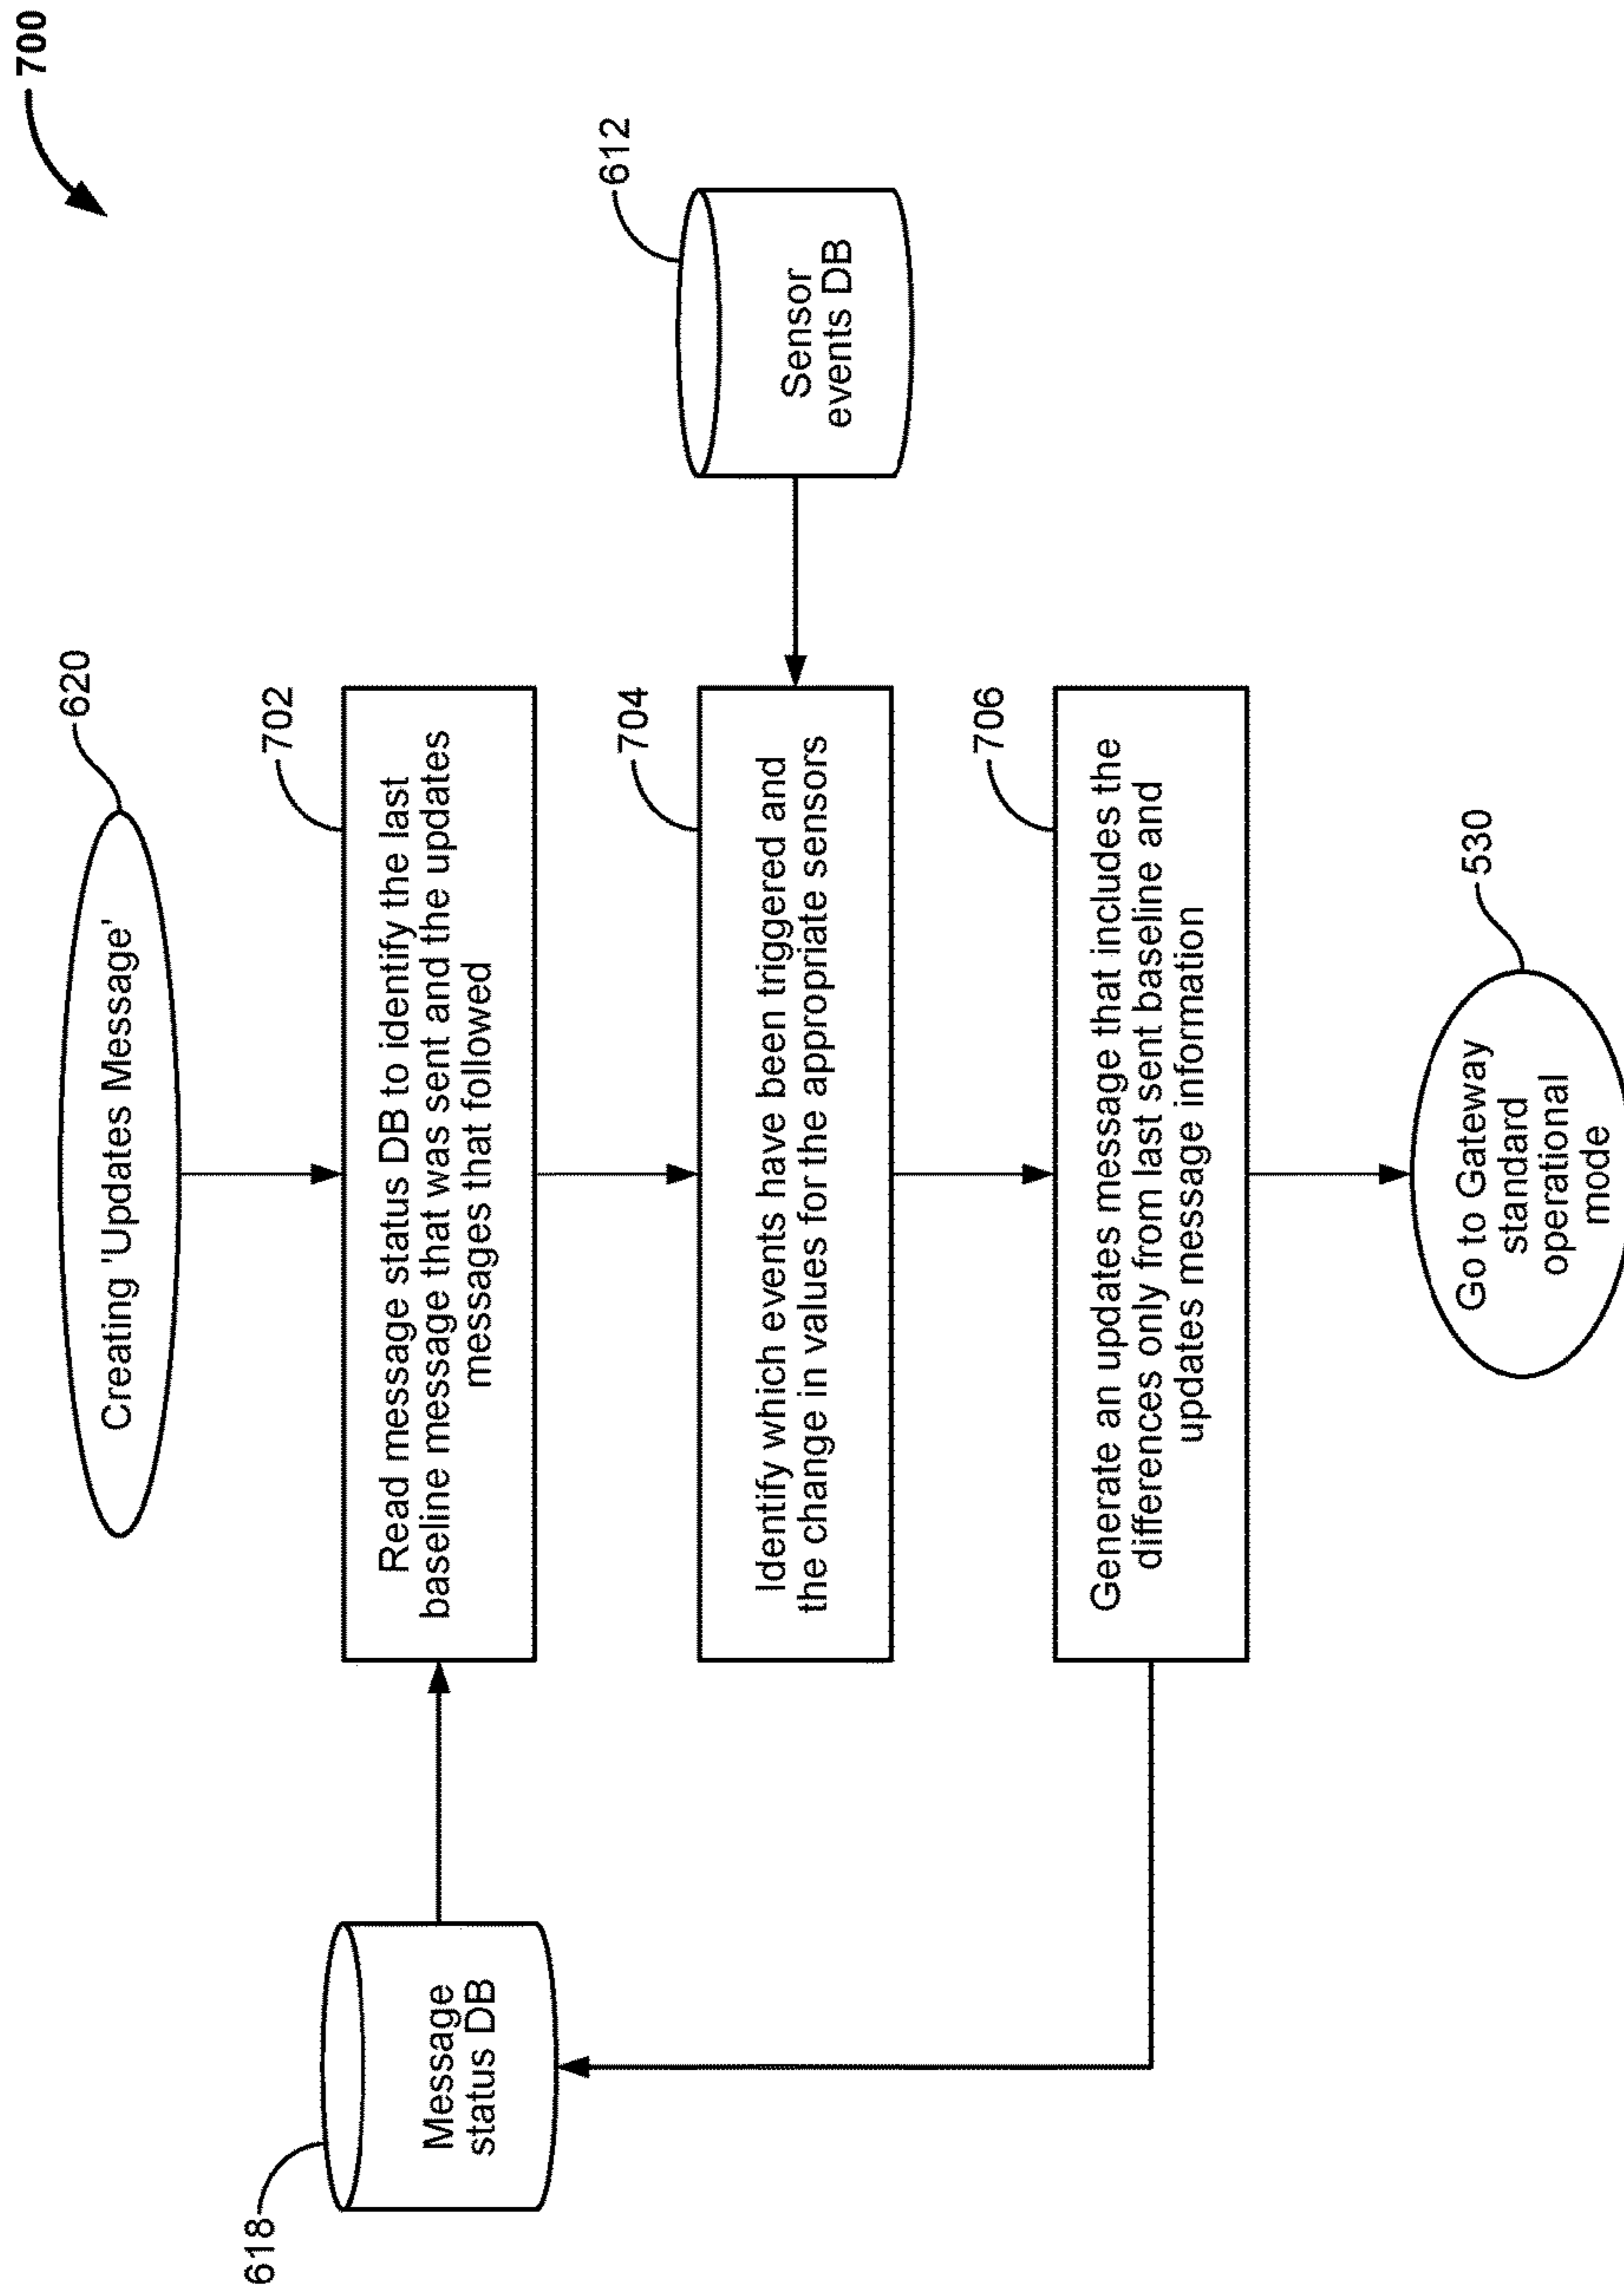 700
Creating 'Updates Message'
620
618
Message
status DB
702
Read message status DB to identify the last
baseline message that was sent and the updates
messages that followed
704
Identify which events have been triggered and
the change in values for the appropriate sensors
612
Sensor
events DB
706
Generate an updates message that includes the
differences only from last sent baseline and
updates message information
530
Go to Gateway
standard
operational
mode